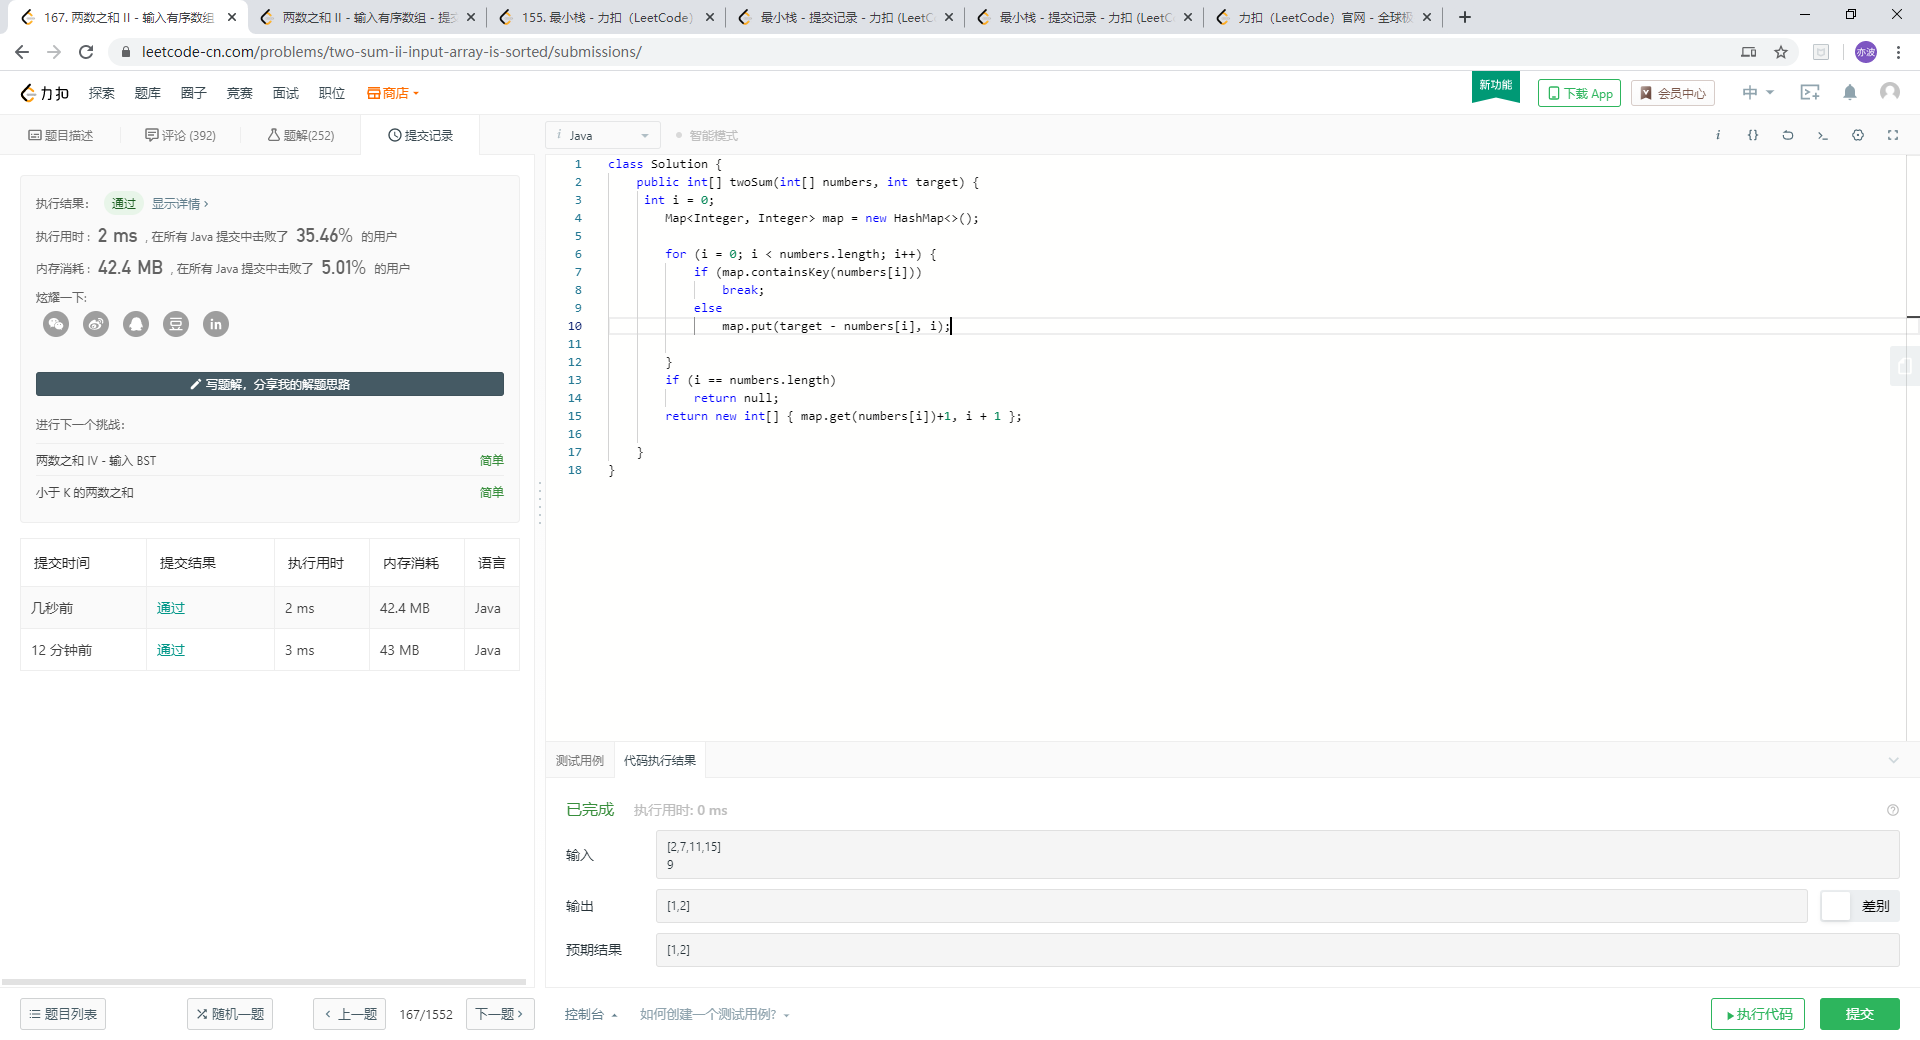 167. 两数之和 II - 输入有序数组
两数之和 II - 输入有序数组 - 提交
155. 最小栈 - 力扣（LeetCode）
最小栈 - 提交记录 - 力扣 (LeetC
最小栈 - 提交记录 - 力扣 (LeetC
力扣（LeetCode）官网 - 全球极
leetcode-cn.com/problems/two-sum-ii-input-array-is-sorted/submissions/
亦波
力扣 探索 题库 圈子 竞赛 面试 职位 商店
新功能
下载 App
会员中心
中
题目描述
评论 (392)
题解(252)
提交记录
执行结果： 通过 显示详情 ›
执行用时 : 2 ms , 在所有 Java 提交中击败了 35.46% 的用户
内存消耗 : 42.4 MB , 在所有 Java 提交中击败了 5.01% 的用户
炫耀一下:
豆 in
写题解，分享我的解题思路
进行下一个挑战：
两数之和 IV - 输入 BST 简单
小于 K 的两数之和 简单
提交时间 提交结果 执行用时 内存消耗 语言
几秒前 通过 2 ms 42.4 MB Java
12 分钟前 通过 3 ms 43 MB Java
i Java 智能模式
i {} >_
1 class Solution {
2 public int[] twoSum(int[] numbers, int target) {
3 int i = 0;
4 Map<Integer, Integer> map = new HashMap<>();
5
6 for (i = 0; i < numbers.length; i++) {
7 if (map.containsKey(numbers[i]))
8 break;
9 else
10 map.put(target - numbers[i], i);
11
12 }
13 if (i == numbers.length)
14 return null;
15 return new int[] { map.get(numbers[i])+1, i + 1 };
16
17 }
18 }
测试用例 代码执行结果
已完成 执行用时: 0 ms
输入
[2,7,11,15]
9
输出 [1,2] 差别
预期结果 [1,2]
题目列表
随机一题
‹ 上一题
167/1552
下一题 ›
控制台
如何创建一个测试用例?
执行代码
提交